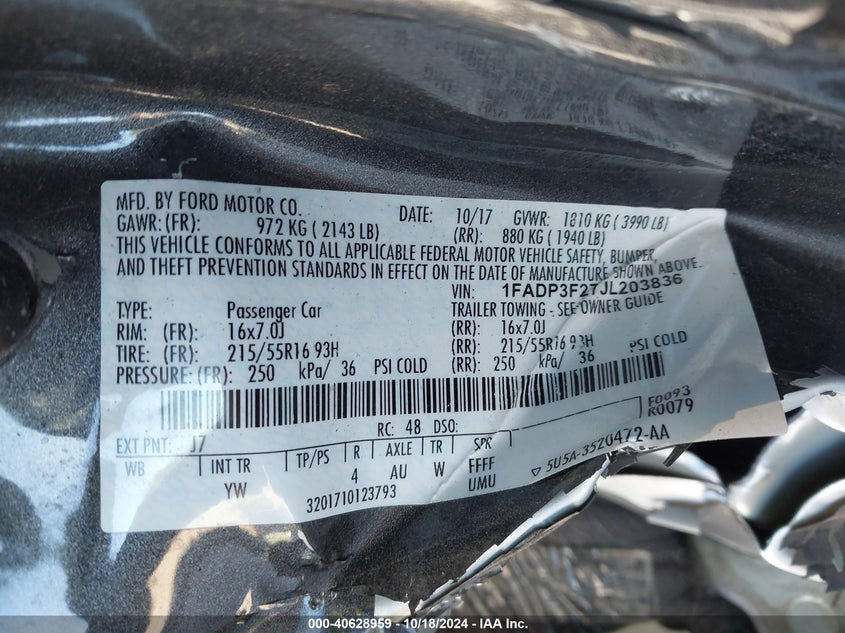 MFD. BY FORD MOTOR CO. DATE: 10/17 GVWR: 1810 KG ( 3990 LB)
GAWR: (FR): 972 KG ( 2143 LB) (RR): 880 KG ( 1940 LB)
THIS VEHICLE CONFORMS TO ALL APPLICABLE FEDERAL MOTOR VEHICLE SAFETY, BUMPER,
AND THEFT PREVENTION STANDARDS IN EFFECT ON THE DATE OF MANUFACTURE SHOWN ABOVE.
VIN: 1FADP3F27JL203836
TYPE: Passenger Car TRAILER TOWING - SEE OWNER GUIDE
RIM: (FR): 16x7.0J (RR): 16x7.0J
TIRE: (FR): 215/55R16 93H (RR): 215/55R16 93H
PRESSURE: (FR): 250 kPa/ 36 PSI COLD (RR): 250 kPa/ 36 PSI COLD
F0093
RC: 48 DSO: R0079
EXT PNT: J7
WB INT TR TP/PS R AXLE TR SPR
YW 4 AU W FFFF
UMU
3201710123793
5U5A-3520472-AA
000-40628959 - 10/18/2024 - IAA Inc.